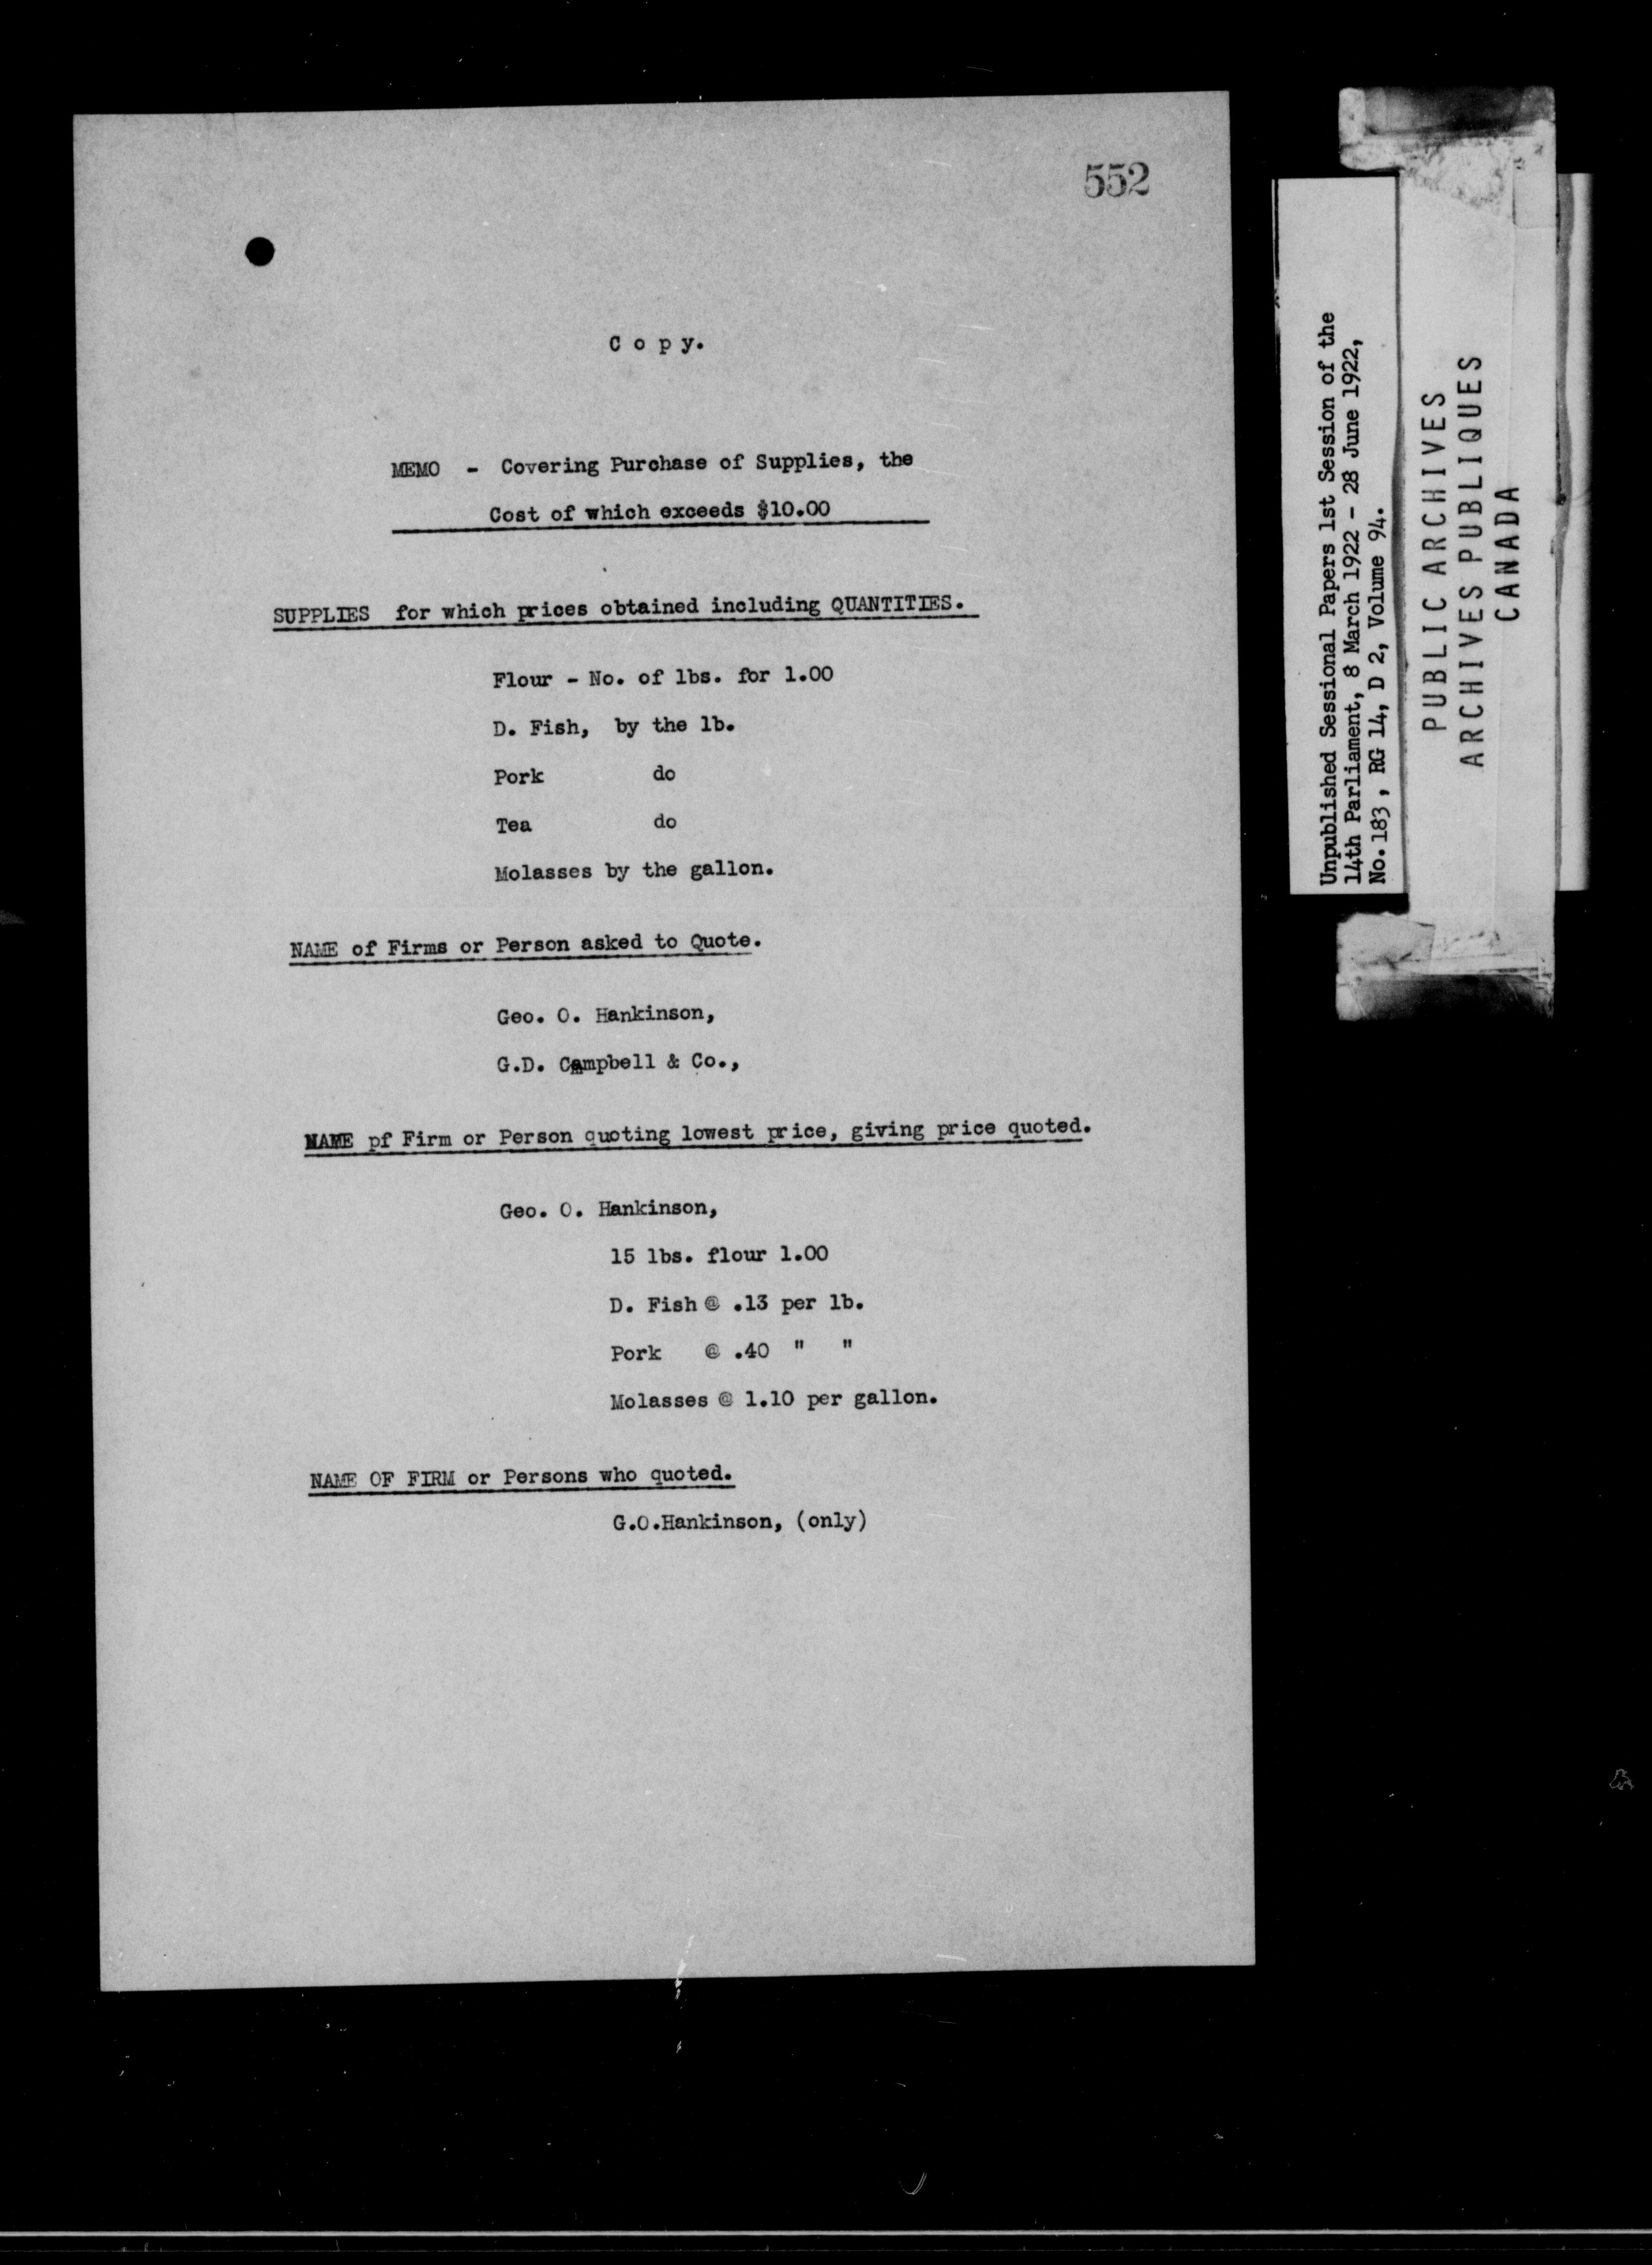 552
C o p y.
MEMO - Covering Purchase of Supplies, the
Cost of which exceeds $10.00
SUPPLIES for which prices obtained including QUANTITIES.
Flour - No. of lbs. for 1.00
D. Fish, by the lb.
Pork do
Tea do
Molasses by the gallon.
NAME of Firms or Person asked to Quote.
Geo. O. Hankinson,
G.D. Campbell & Co.,
NAME pf Firm or Person quoting lowest price, giving price quoted.
Geo. O. Hankinson,
15 lbs. flour 1.00
D. Fish @ .13 per lb.
Pork @ .40 " "
Molasses @ 1.10 per gallon.
NAME OF FIRM or Persons who quoted.
G.O.Hankinson, (only)
Unpublished Sessional Papers 1st Session of the
14th Parliament, 8 March 1922 - 28 June 1922,
No.183, RG 14, D 2, Volume 94.
PUBLIC ARCHIVES
ARCHIVES PUBLIQUES
CANADA